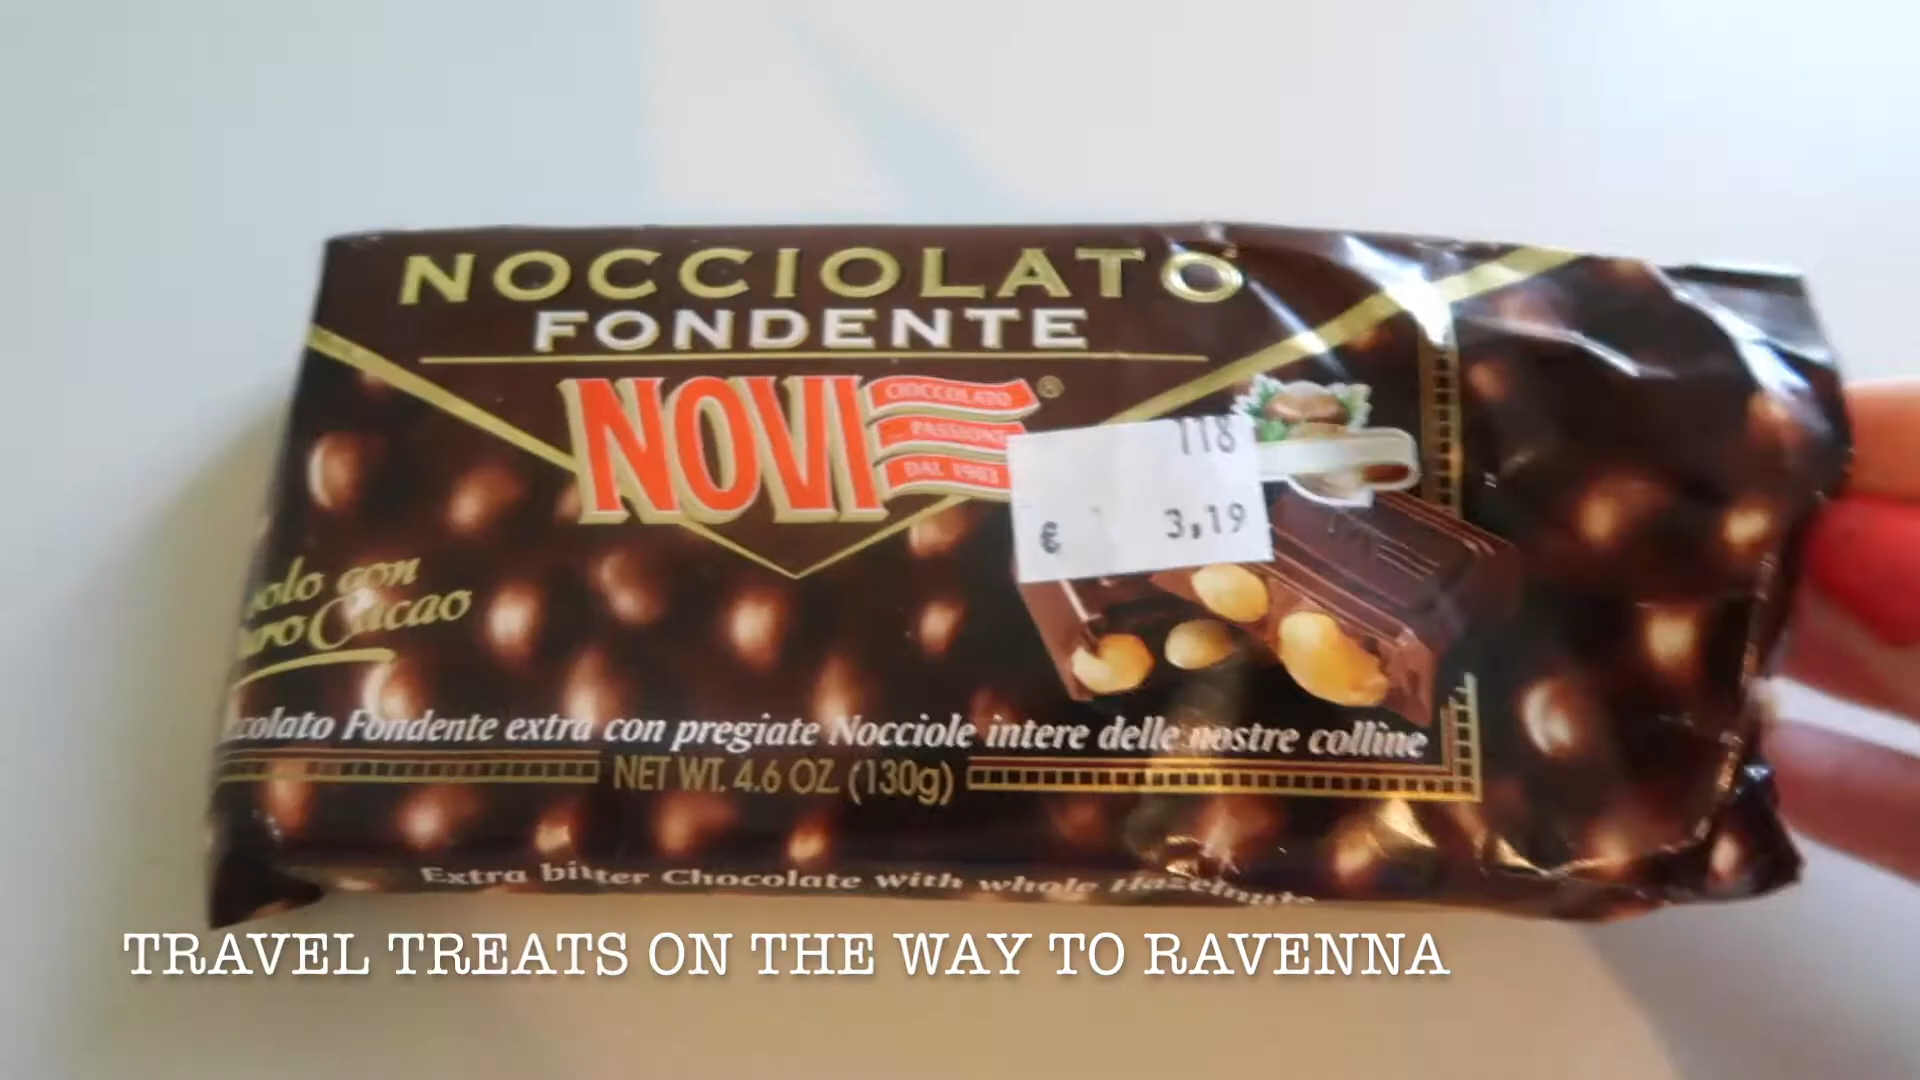 NOCCIOLATO
FONDENTE
NOVI
CIOCCOLATO
PASSIONE
DAL 1903
®
118
€ 3,19
con
Cacao
Fondente extra con pregiate Nocciole intere delle nostre colline
NET WT. 4.6 OZ. (130g)
Extra bitter Chocolate with whole Hazelnuts
TRAVEL TREATS ON THE WAY TO RAVENNA